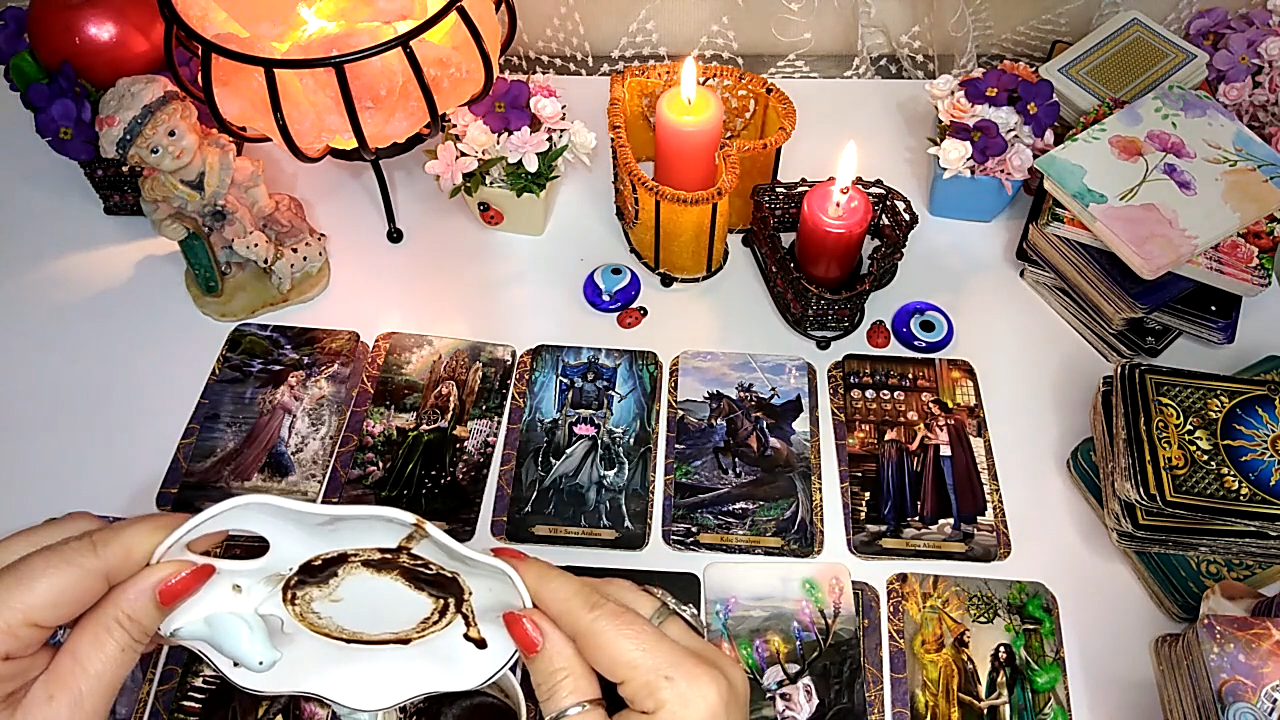 VII • Savaş Arabası
Kılıç Şövalyesi
Kupa Altılısı